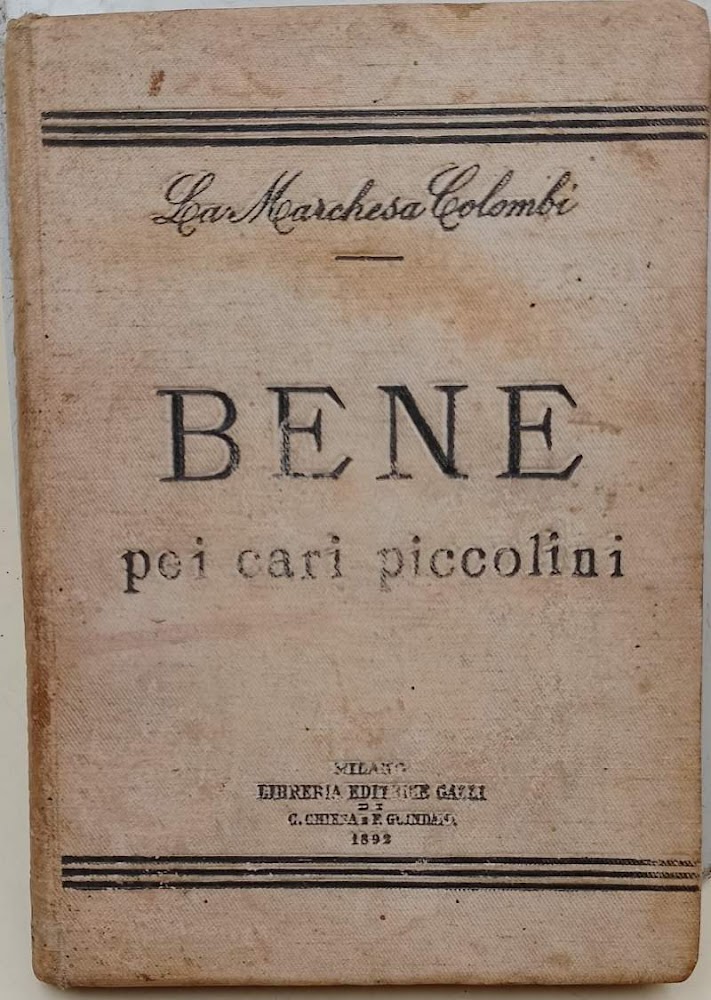 La Marchesa Colombi
BENE
pei cari piccolini
MILANO
LIBRERIA EDITRICE GALLI
DI
C. CHIESA E F. GUINDANI
1892